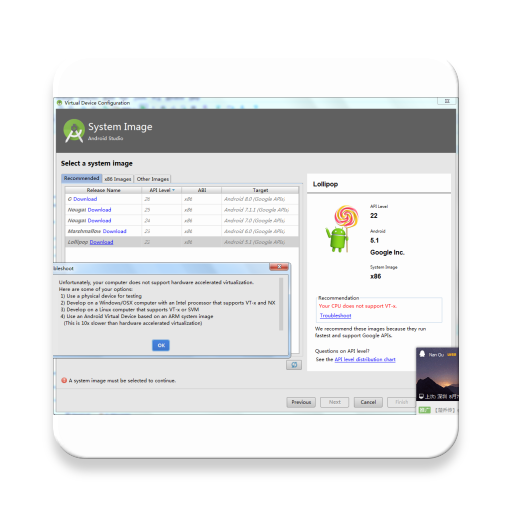 Virtual Device Configuration
System Image
Android Studio
Select a system image
Recommended x86 Images Other Images
Release Name API Level ABI Target
O Download 26 x86 Android 8.0 (Google APIs)
Nougat Download 25 x86 Android 7.1.1 (Google APIs)
Nougat Download 24 x86 Android 7.0 (Google APIs)
Marshmallow Download 23 x86 Android 6.0 (Google APIs)
Lollipop Download 22 x86 Android 5.1 (Google APIs)
Lollipop
API Level
22
Android
5.1
Google Inc.
System Image
x86
Recommendation
Your CPU does not support VT-x.
Troubleshoot
We recommend these images because they run
fastest and support Google APIs.
Questions on API level?
See the API level distribution chart
bleshoot
Unfortunately, your computer does not support hardware accelerated virtualization.
Here are some of your options:
1) Use a physical device for testing
2) Develop on a Windows/OSX computer with an Intel processor that supports VT-x and NX
3) Develop on a Linux computer that supports VT-x or SVM
4) Use an Android Virtual Device based on an ARM system image
(This is 10x slower than hardware accelerated virtualization)
OK
A system image must be selected to continue.
Previous Next Cancel Finish
上次: 深圳 8月